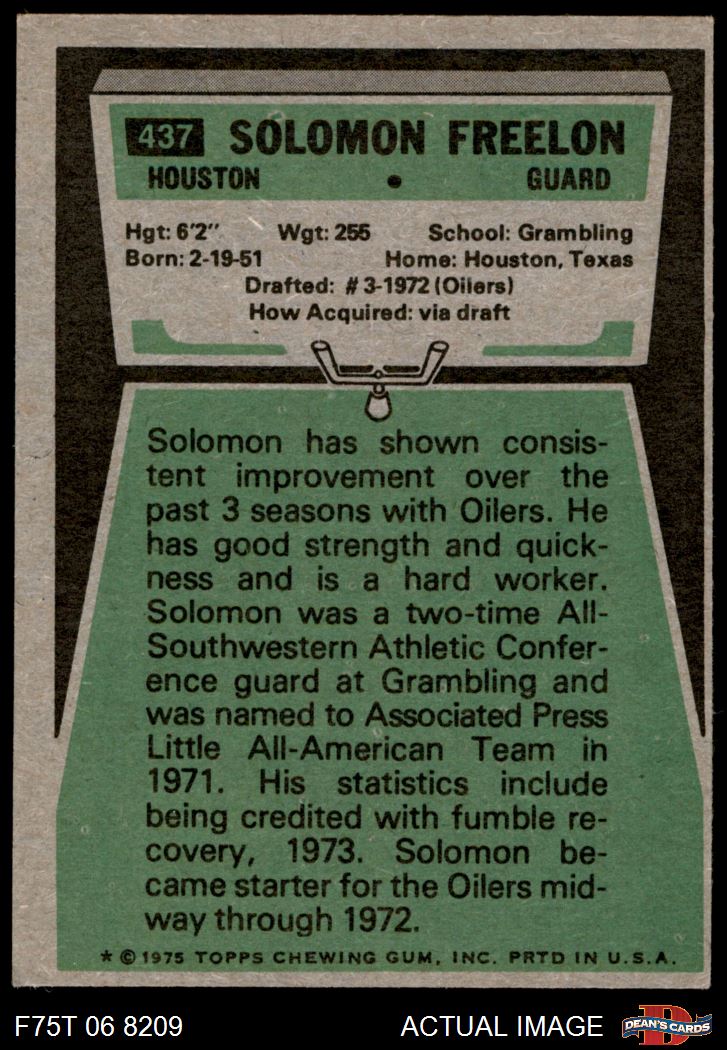 437 SOLOMON FREELON
HOUSTON • GUARD
Hgt: 6'2" Wgt: 255 School: Grambling
Born: 2-19-51 Home: Houston, Texas
Drafted: #3-1972 (Oilers)
How Acquired: via draft
Solomon has shown consis-
tent improvement over the
past 3 seasons with Oilers. He
has good strength and quick-
ness and is a hard worker.
Solomon was a two-time All-
Southwestern Athletic Confer-
ence guard at Grambling and
was named to Associated Press
Little All-American Team in
1971. His statistics include
being credited with fumble re-
covery, 1973. Solomon be-
came starter for the Oilers mid-
way through 1972.
* © 1975 TOPPS CHEWING GUM, INC. PRTD IN U.S.A.
F75T 06 8209 ACTUAL IMAGE D DEAN'S CARDS